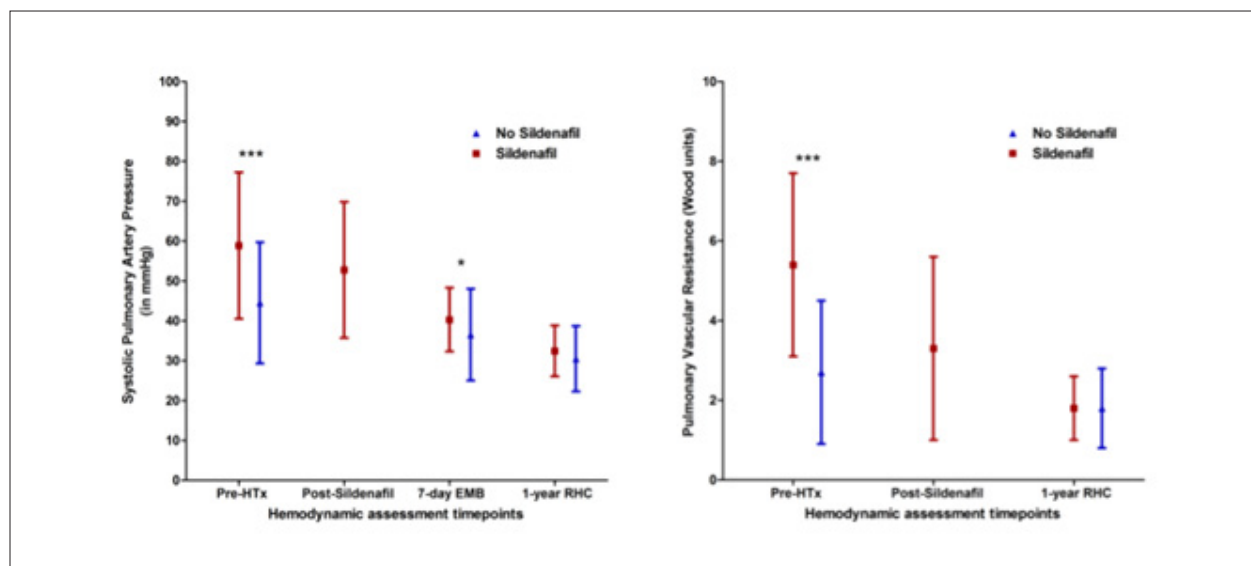 100
90
80
70
60
50
40
30
20
10
0
Systolic Pulmonary Artery Pressure
(in mmHg)
No Sildenafil
Sildenafil
***
*
Pre-HTx Post-Sildenafil 7-day EMB 1-year RHC
Hemodynamic assessment timepoints
10
8
6
4
2
0
Pulmonary Vascular Resistance (Wood units)
No Sildenafil
Sildenafil
***
Pre-HTx Post-Sildenafil 1-year RHC
Hemodynamic assessment timepoints